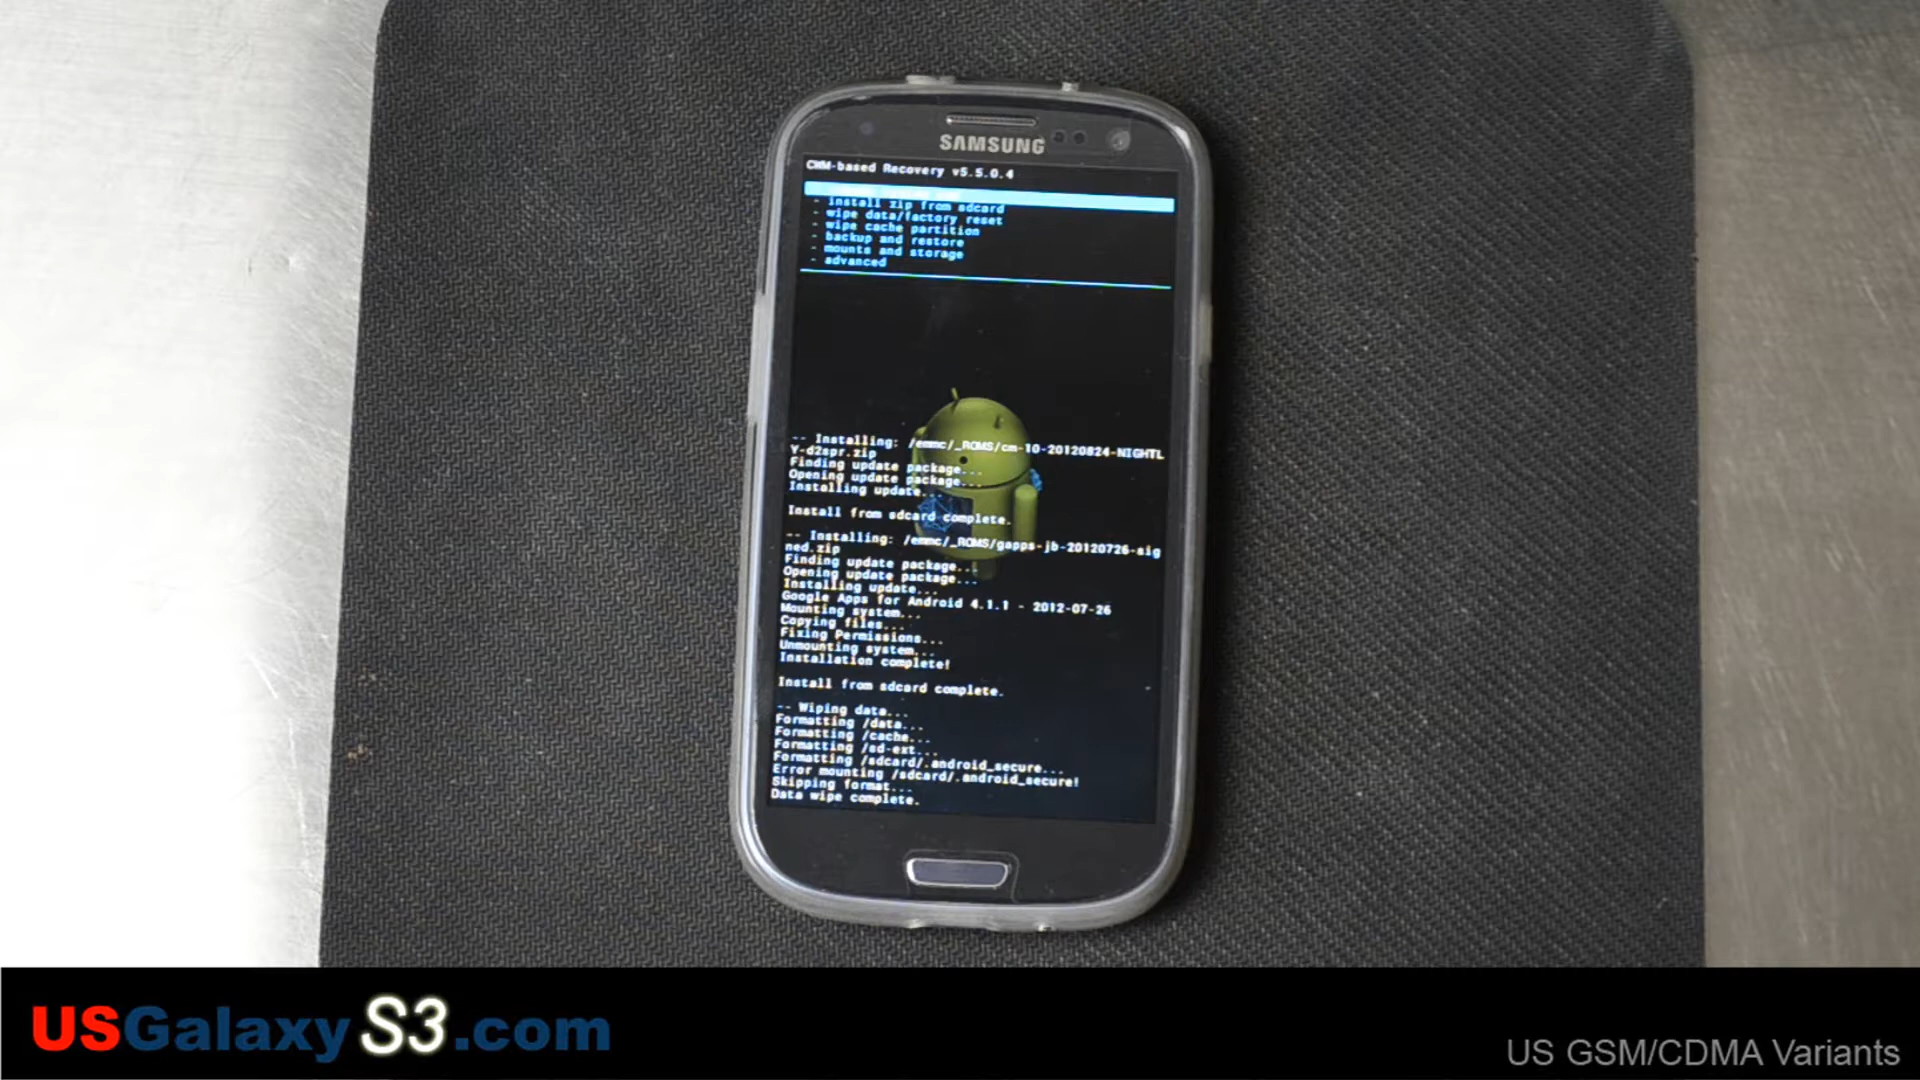 SAMSUNG
CWM-based Recovery v5.5.0.4
- install zip from sdcard
- wipe data/factory reset
- wipe cache partition
- backup and restore
- mounts and storage
- advanced
-- Installing: /emmc/_ROMS/cm-10-20120824-NIGHTL
Y-d2spr.zip
Finding update package...
Opening update package...
Installing update...
Install from sdcard complete.
-- Installing: /emmc/_ROMS/gapps-jb-20120726-sig
ned.zip
Finding update package...
Opening update package...
Installing update...
Google Apps for Android 4.1.1 - 2012-07-26
Mounting system...
Copying files...
Fixing Permissions...
Unmounting system...
Installation complete!
Install from sdcard complete.
-- Wiping data...
Formatting /data...
Formatting /cache...
Formatting /sd-ext...
Formatting /sdcard/.android_secure...
Error mounting /sdcard/.android_secure!
Skipping format...
Data wipe complete.
USGalaxyS3.com
US GSM/CDMA Variants